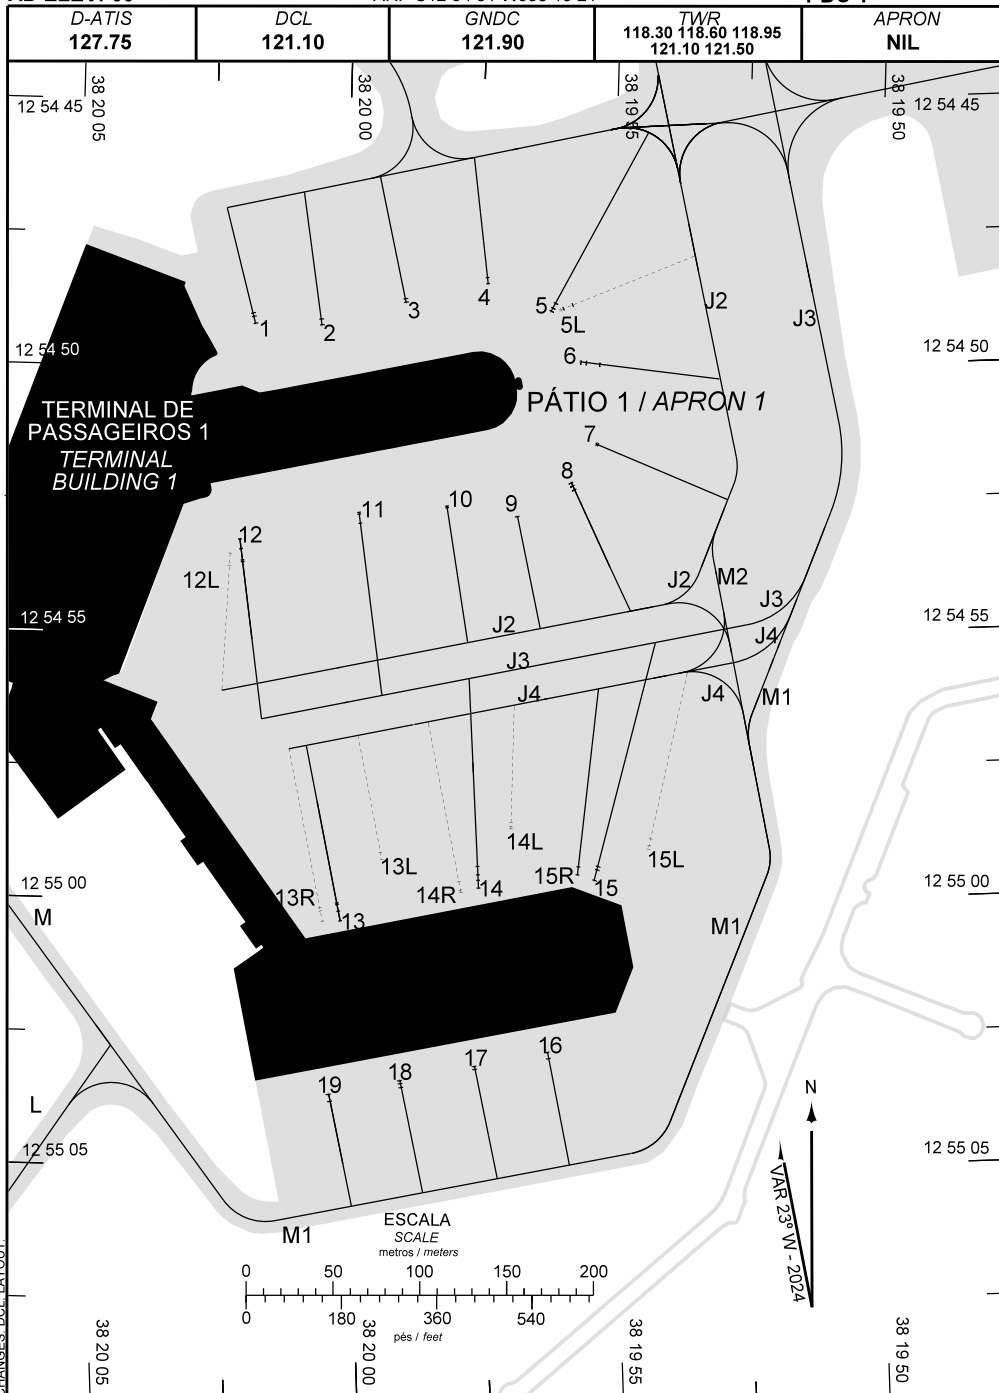 D-ATIS
127.75
DCL
121.10
GNDC
121.90
TWR
118.30 118.60 118.95
121.10 121.50
APRON
NIL
38 20 05
38 20 00
38 19 55
38 19 50
12 54 45
12 54 45
1
2
3
4
5
5L
6
J2
J3
12 54 50
12 54 50
TERMINAL DE
PASSAGEIROS 1
TERMINAL
BUILDING 1
PÁTIO 1 / APRON 1
7
8
9
10
11
12
12L
J2
M2
J3
J2
J4
12 54 55
12 54 55
J3
J4
J4
M1
13R
13
13L
14R
14
14L
15R
15
15L
12 55 00
12 55 00
M
M1
L
19
18
17
16
N
VAR 23º W - 2024
12 55 05
12 55 05
M1
ESCALA
SCALE
metros / meters
0 50 100 150 200
0 180 360 540
pés / feet
38 20 05
38 20 00
38 19 55
38 19 50